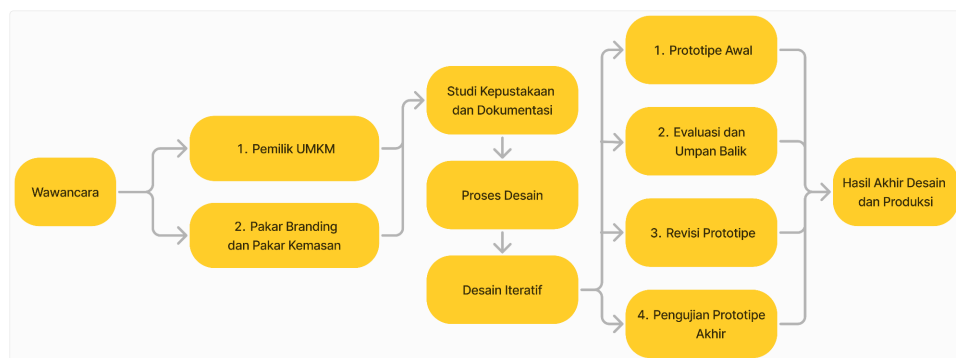 Wawancara
1. Pemilik UMKM
2. Pakar Branding
dan Pakar Kemasan
Studi Kepustakaan
dan Dokumentasi
Proses Desain
Desain Iteratif
1. Prototipe Awal
2. Evaluasi dan
Umpan Balik
3. Revisi Prototipe
4. Pengujian Prototipe
Akhir
Hasil Akhir Desain
dan Produksi